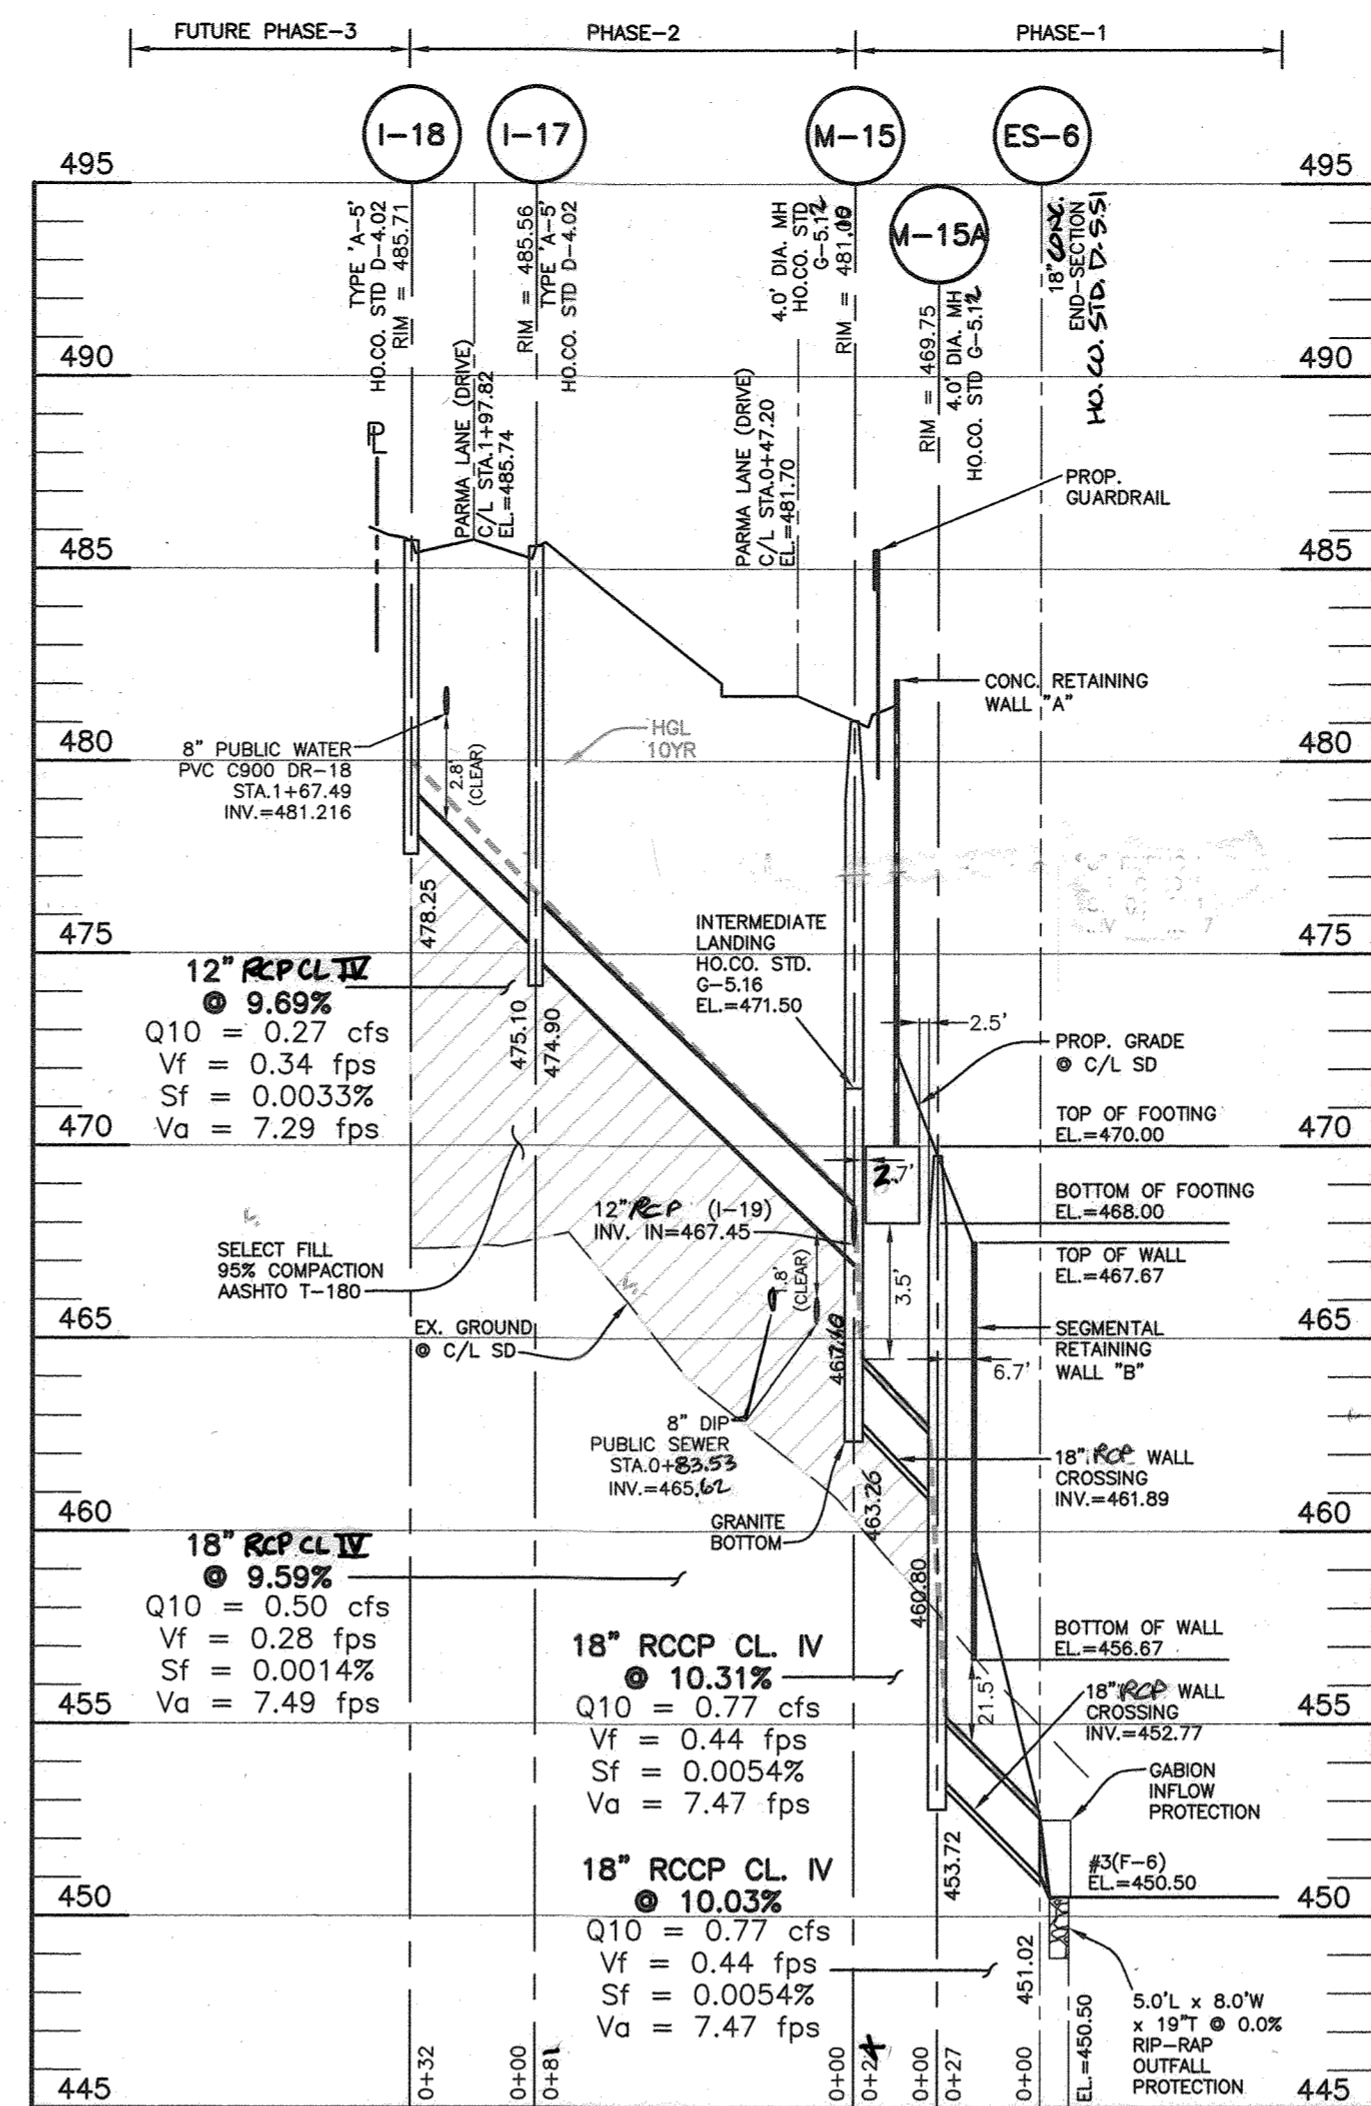 FUTURE PHASE-3
PHASE-2
PHASE-1
I-18
I-17
M-15
ES-6
M-15A
495
495
490
490
485
485
480
480
475
475
470
470
465
465
460
460
455
455
450
450
445
445
TYPE 'A-5'
HO.CO. STD D-4.02
RIM = 485.71
PARMA LANE (DRIVE)
C/L STA.1+97.82
EL.=485.74
RIM = 485.56
TYPE 'A-5'
HO.CO. STD D-4.02
PARMA LANE (DRIVE)
C/L STA.0+47.20
EL.=481.70
4.0' DIA. MH
HO.CO. STD
G-5.12
RIM =
RIM = 469.75
4.0' DIA. MH
HO.CO. STD G-5.12
18" CONC.
END-SECTION
HO. CO. STD. D-5.51
PL
PROP.
GUARDRAIL
CONC. RETAINING
WALL "A"
8" PUBLIC WATER
PVC C900 DR-18
STA.1+67.49
INV.=481.216
2.8'
(CLEAR)
HGL
10YR
478.25
475.10
474.90
12" RCP CL IV
@ 9.69%
Q10 = 0.27 cfs
Vf = 0.34 fps
Sf = 0.0033%
Va = 7.29 fps
INTERMEDIATE
LANDING
HO.CO. STD.
G-5.16
EL.=471.50
2.5'
PROP. GRADE
@ C/L SD
TOP OF FOOTING
EL.=470.00
2.7'
BOTTOM OF FOOTING
EL.=468.00
TOP OF WALL
EL.=467.67
12" RCP (I-19)
INV. IN=467.45
1.8'
(CLEAR)
3.5'
SELECT FILL
95% COMPACTION
AASHTO T-180
EX. GROUND
@ C/L SD
SEGMENTAL
RETAINING
WALL "B"
6.7'
8" DIP
PUBLIC SEWER
STA.0+83.53
INV.=465.62
18" RCP WALL
CROSSING
INV.=461.89
GRANITE
BOTTOM
463.26
460.80
18" RCP CL IV
@ 9.59%
Q10 = 0.50 cfs
Vf = 0.28 fps
Sf = 0.0014%
Va = 7.49 fps
18" RCCP CL. IV
@ 10.31%
Q10 = 0.77 cfs
Vf = 0.44 fps
Sf = 0.0054%
Va = 7.47 fps
BOTTOM OF WALL
EL.=456.67
21.5'
18" RCP WALL
CROSSING
INV.=452.77
GABION
INFLOW
PROTECTION
#3(F-6)
EL.=450.50
18" RCCP CL. IV
@ 10.03%
Q10 = 0.77 cfs
Vf = 0.44 fps
Sf = 0.0054%
Va = 7.47 fps
453.72
451.02
EL.=450.50
5.0'L x 8.0'W
x 19"T @ 0.0%
RIP-RAP
OUTFALL
PROTECTION
0+32
0+00
0+81
0+00
0+24
0+00
0+27
0+00